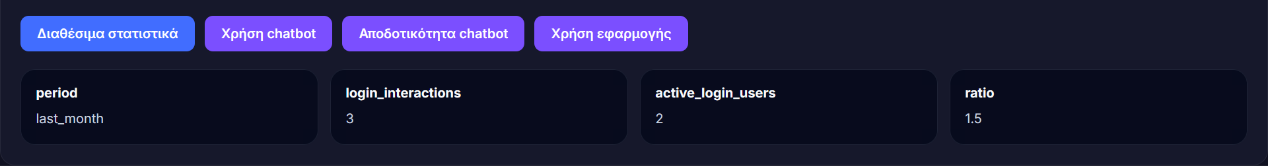 Διαθέσιμα στατιστικά Χρήση chatbot Αποδοτικότητα chatbot Χρήση εφαρμογής
period login_interactions active_login_users ratio
last_month 3 2 1.5